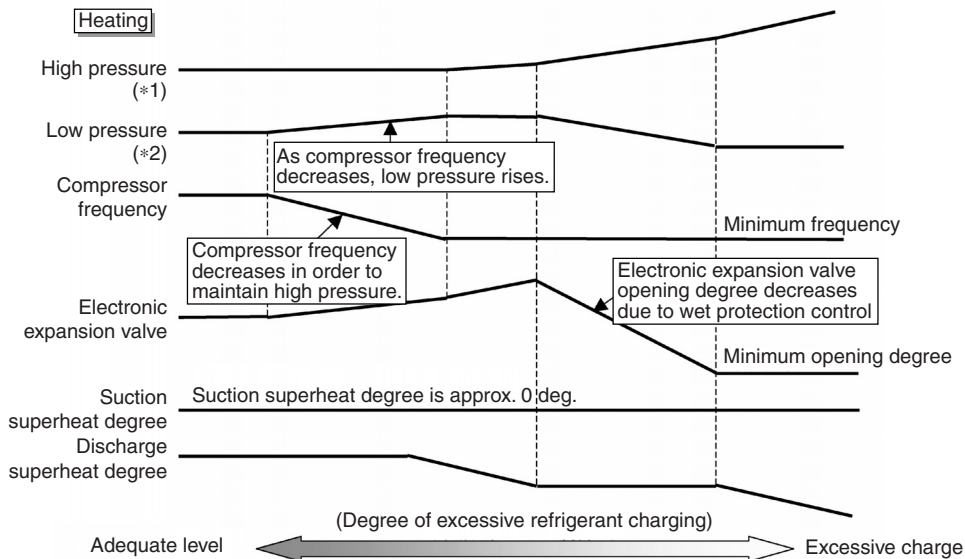 Heating
High pressure
(*1)
Low pressure
(*2)
As compressor frequency
decreases, low pressure rises.
Compressor
frequency
Minimum frequency
Compressor frequency
decreases in order to
maintain high pressure.
Electronic expansion valve
opening degree decreases
due to wet protection control
Electronic
expansion valve
Minimum opening degree
Suction
superheat degree
Suction superheat degree is approx. 0 deg.
Discharge
superheat degree
(Degree of excessive refrigerant charging)
Adequate level
Excessive charge